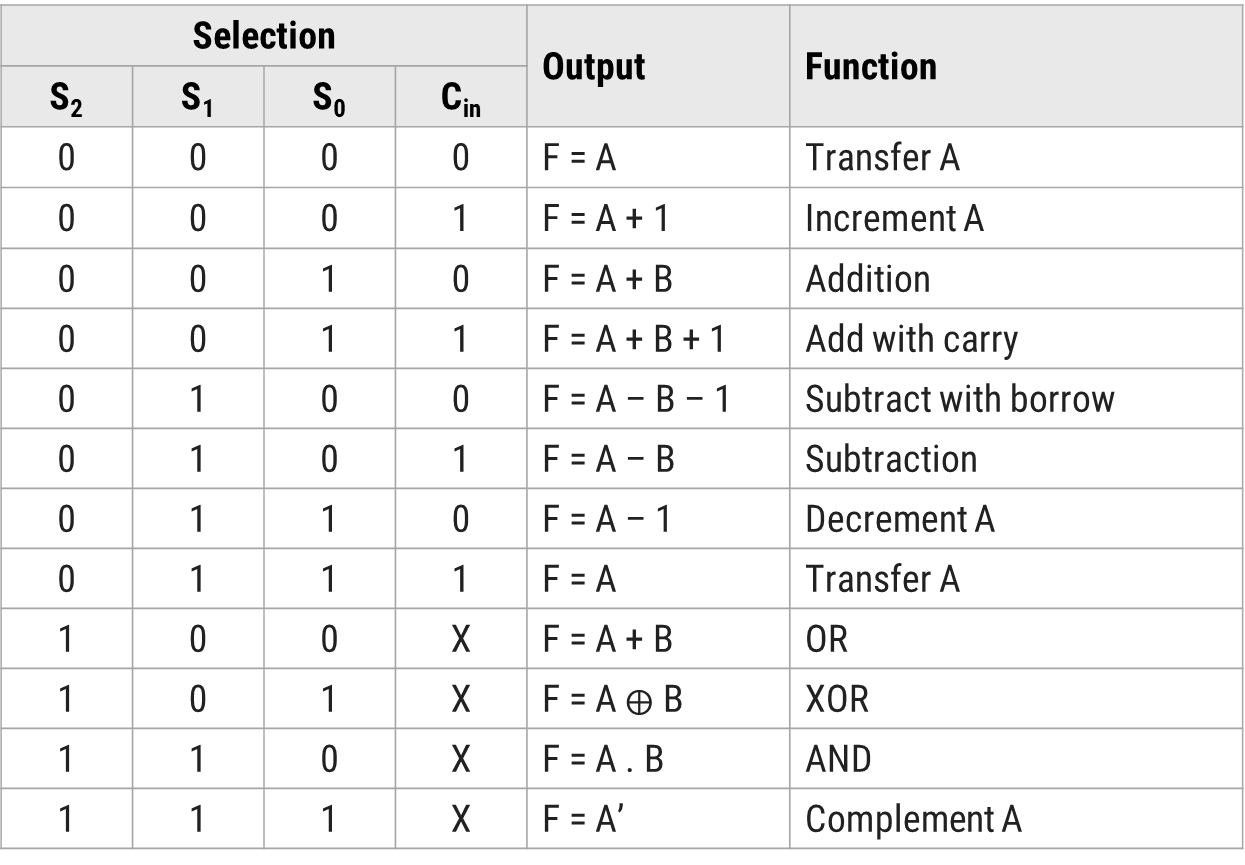 Selection Output Function
S₂ S₁ S₀ Cᵢₙ
0 0 0 0 F = A Transfer A
0 0 0 1 F = A + 1 Increment A
0 0 1 0 F = A + B Addition
0 0 1 1 F = A + B + 1 Add with carry
0 1 0 0 F = A – B – 1 Subtract with borrow
0 1 0 1 F = A – B Subtraction
0 1 1 0 F = A – 1 Decrement A
0 1 1 1 F = A Transfer A
1 0 0 X F = A + B OR
1 0 1 X F = A ⊕ B XOR
1 1 0 X F = A . B AND
1 1 1 X F = A’ Complement A